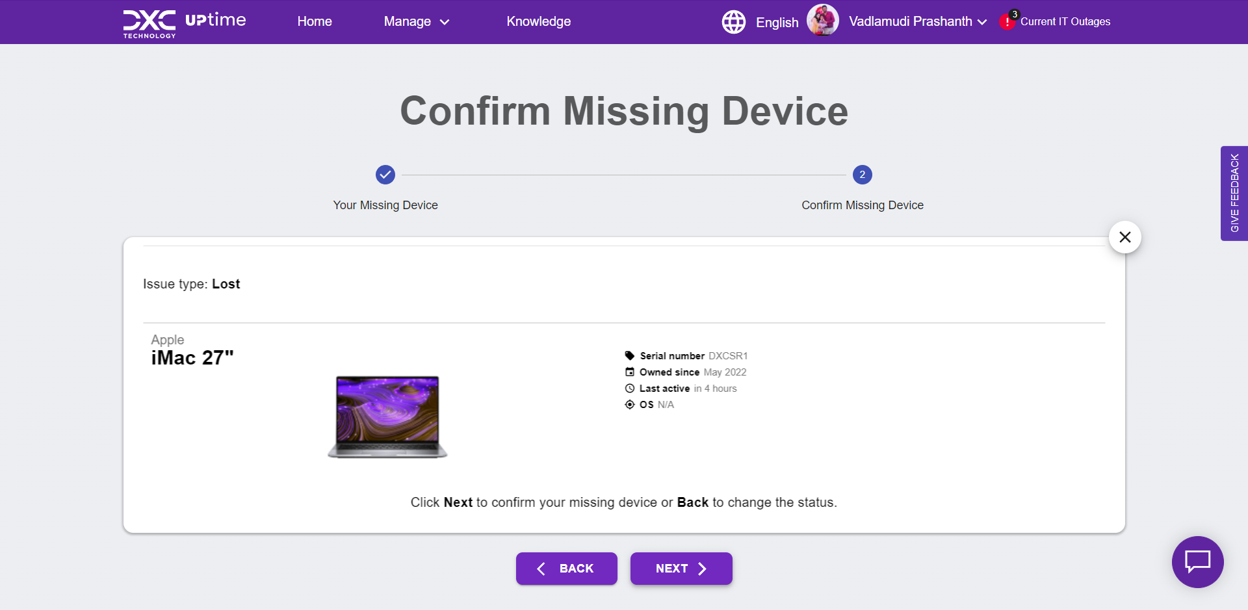 DXC TECHNOLOGY UPtime Home Manage Knowledge English Vadlamudi Prashanth 3 Current IT Outages
Confirm Missing Device
2
Your Missing Device Confirm Missing Device
GIVE FEEDBACK
Issue type: Lost
Apple
iMac 27"
Serial number DXCSR1
Owned since May 2022
Last active in 4 hours
OS N/A
Click Next to confirm your missing device or Back to change the status.
BACK NEXT